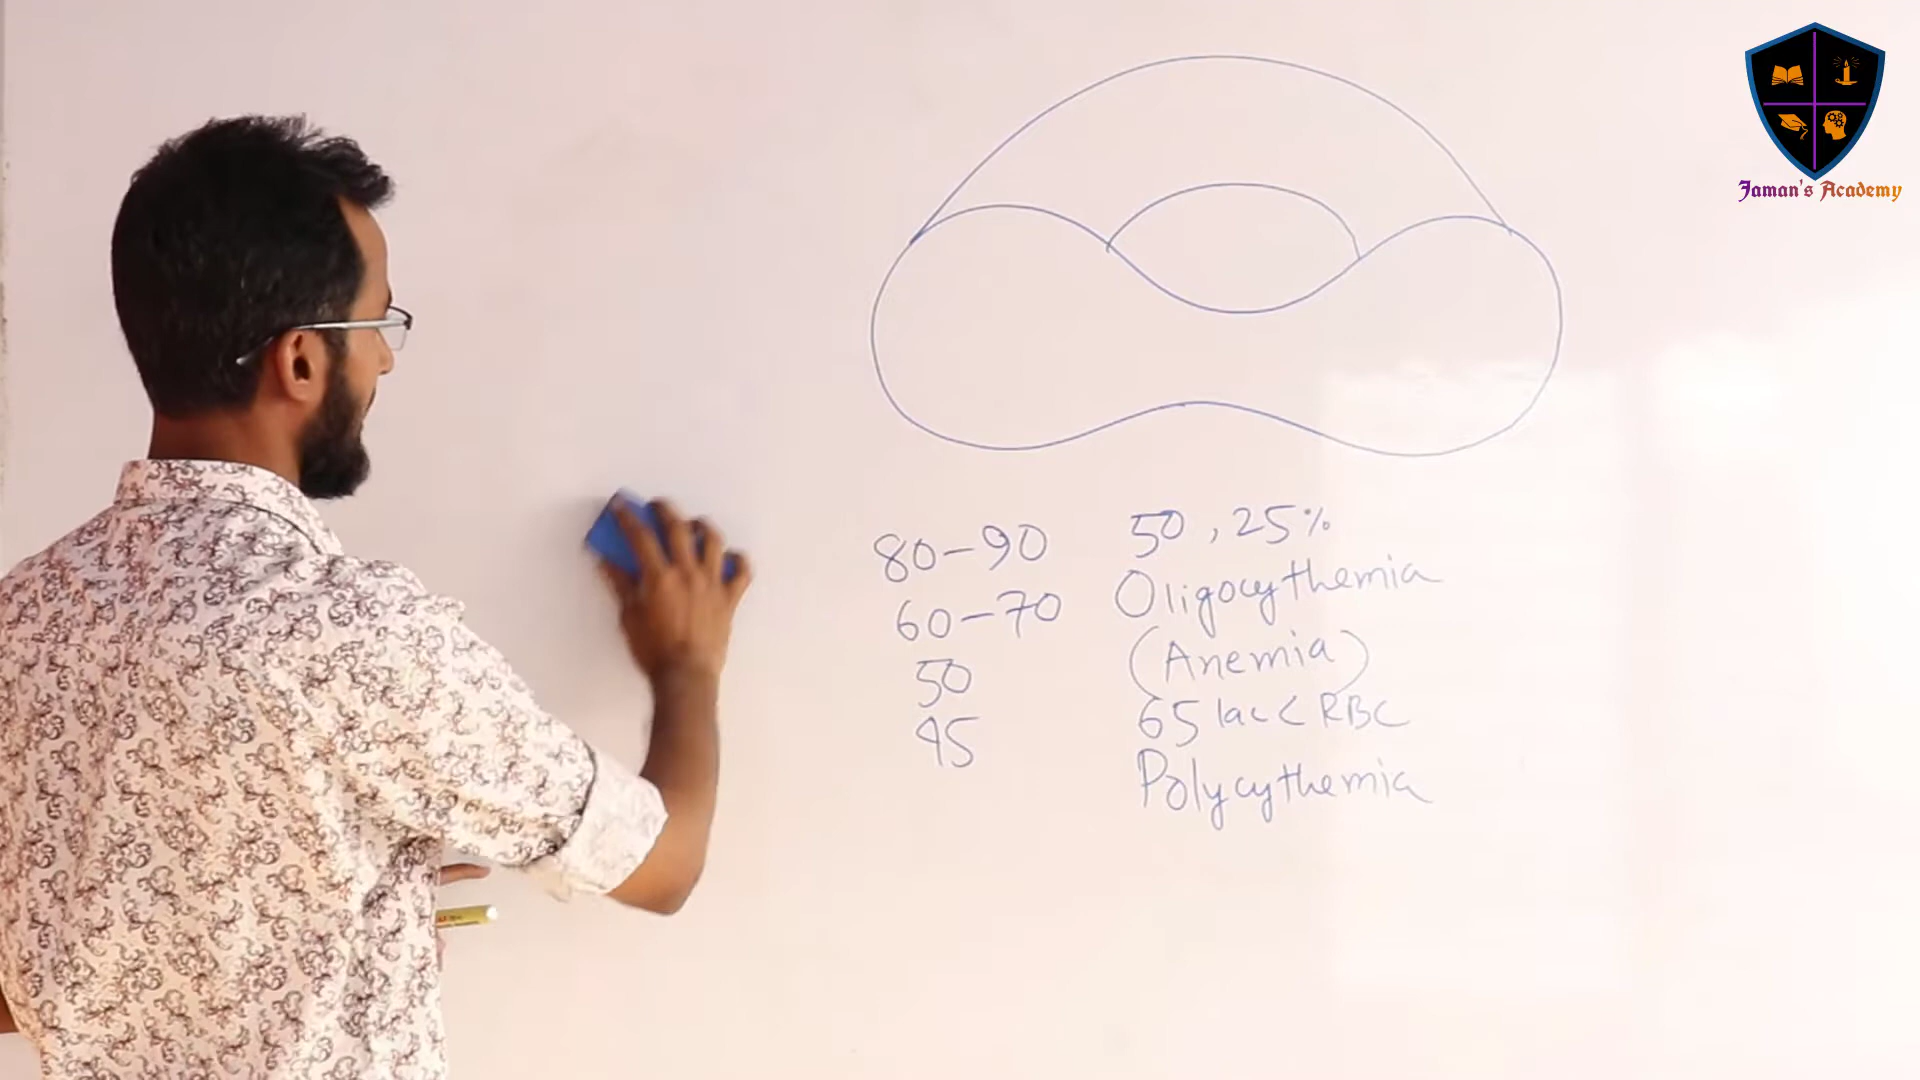 Jaman's Academy
80-90
60-70
50
45
50, 25%
Oligocythemia
(Anemia)
65 lac < RBC
Polycythemia